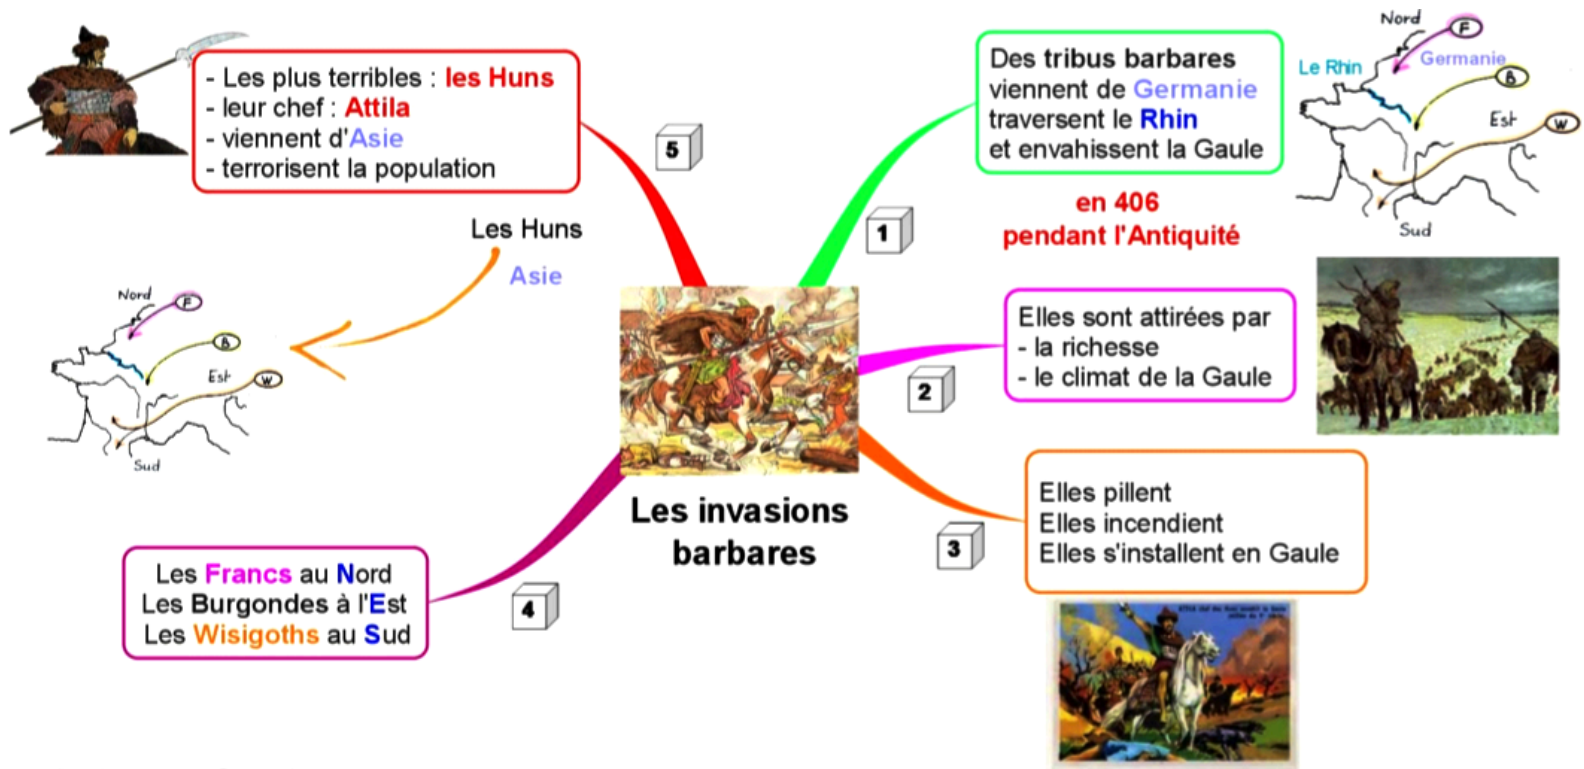 Les invasions
barbares
1
Des tribus barbares
viennent de Germanie
traversent le Rhin
et envahissent la Gaule
en 406
pendant l'Antiquité
Nord
F
Germanie
Le Rhin
B
Est
W
Sud
2
Elles sont attirées par
- la richesse
- le climat de la Gaule
3
Elles pillent
Elles incendient
Elles s'installent en Gaule
4
Les Francs au Nord
Les Burgondes à l'Est
Les Wisigoths au Sud
5
- Les plus terribles : les Huns
- leur chef : Attila
- viennent d'Asie
- terrorisent la population
Les Huns
Asie
Nord
F
B
Est
W
Sud